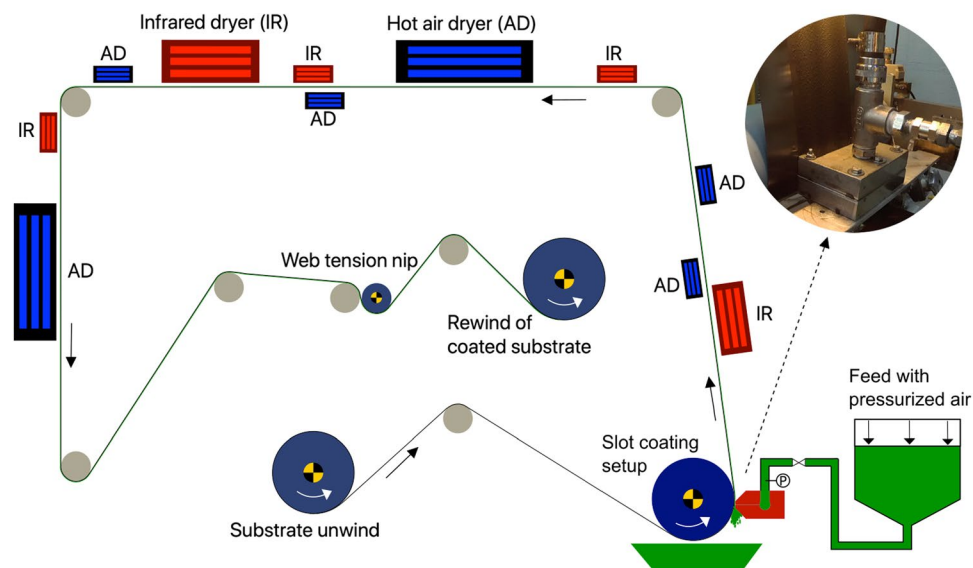 Infrared dryer (IR)
Hot air dryer (AD)
AD
IR
IR
AD
IR
AD
AD
Web tension nip
AD
IR
Rewind of
coated substrate
Feed with
pressurized air
Slot coating
setup
P
Substrate unwind